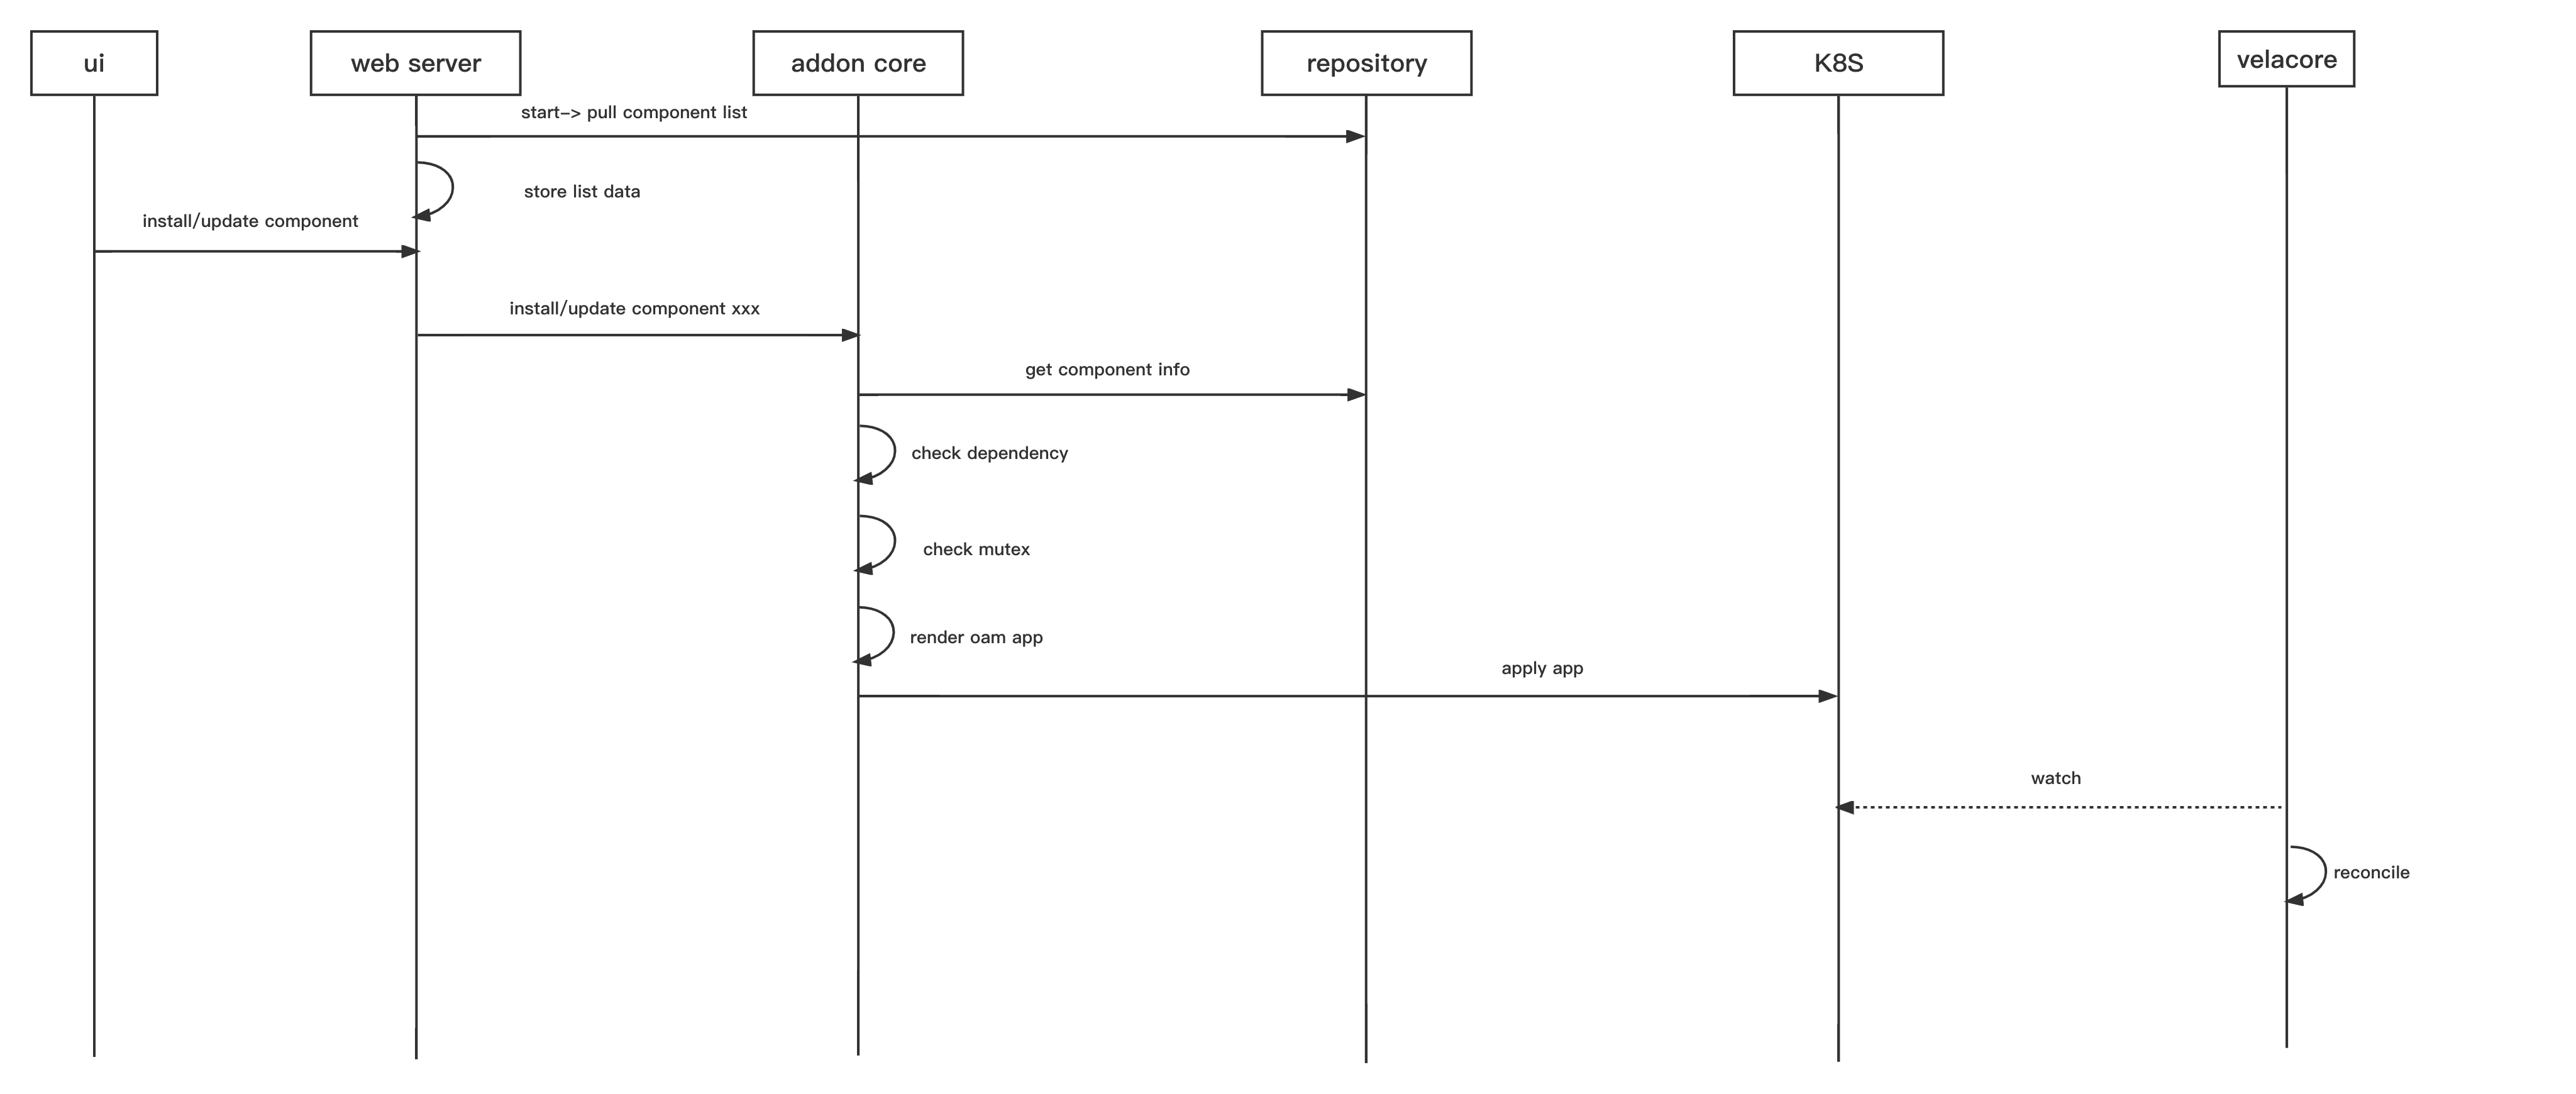 ui
web server
addon core
repository
K8S
velacore
start–> pull component list
store list data
install/update component
install/update component xxx
get component info
check dependency
check mutex
render oam app
apply app
watch
reconcile